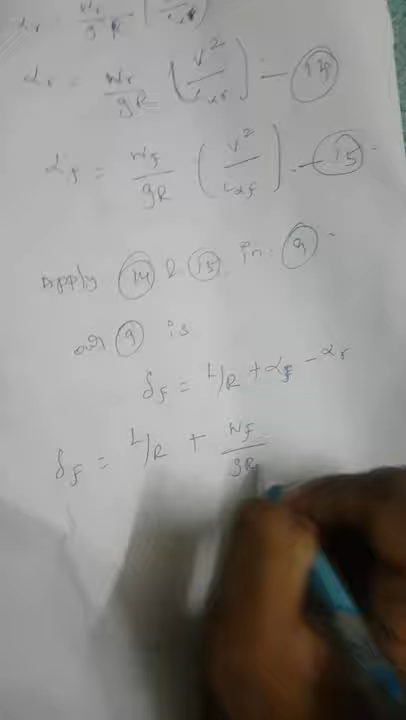 αr = Wr/gR (V²/Cαr) — (14)
αf = Wf/gR (V²/Cαf) — (15)
Apply (14) & (15) in (9)
our (9) is
δf = L/R + αf - αr
δf = L/R + Wf/gR